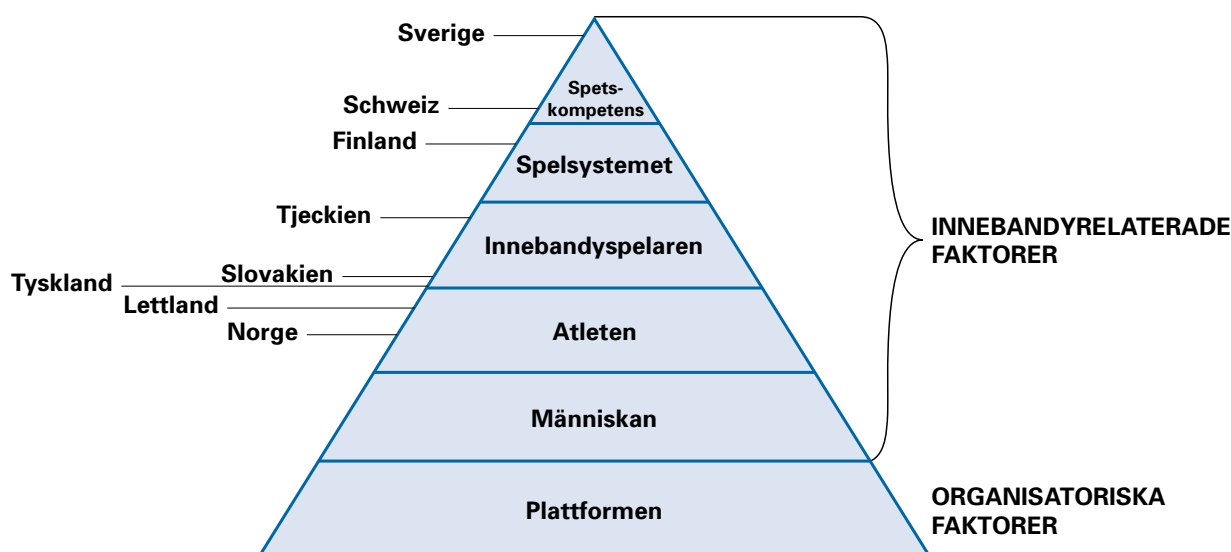 Sverige
Spets-
kompetens
Schweiz
Finland
Spelsystemet
Tjeckien
Innebandyspelaren
INNEBANDYRELATERADE
FAKTORER
Slovakien
Tyskland
Lettland
Norge
Atleten
Människan
Plattformen
ORGANISATORISKA
FAKTORER